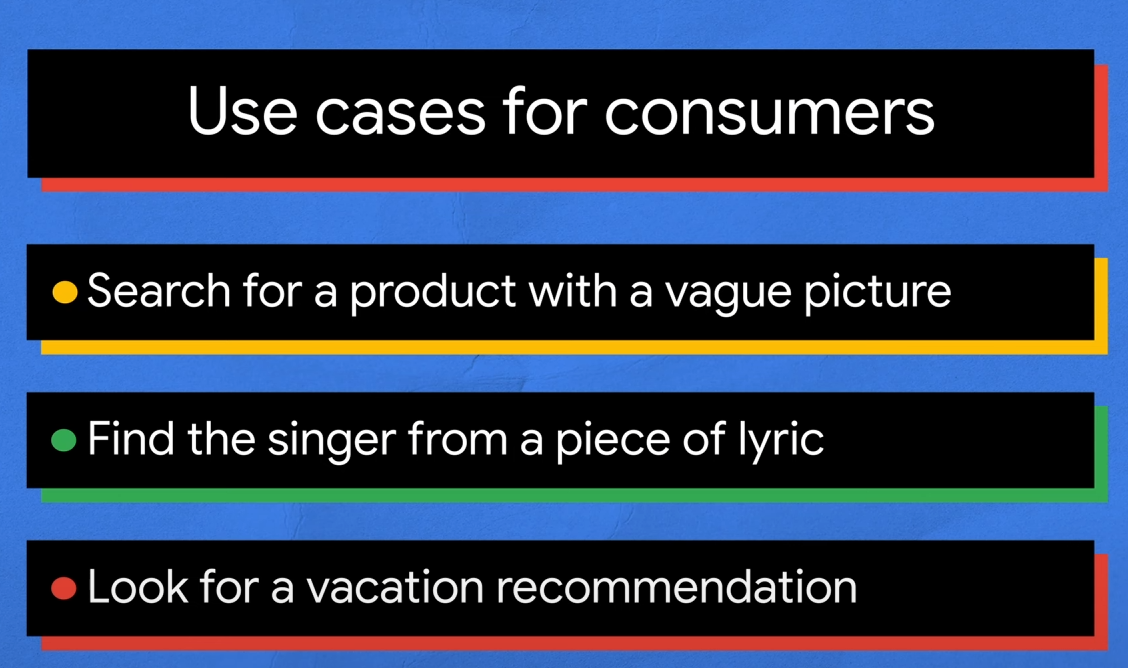 Use cases for consumers
Search for a product with a vague picture
Find the singer from a piece of lyric
Look for a vacation recommendation